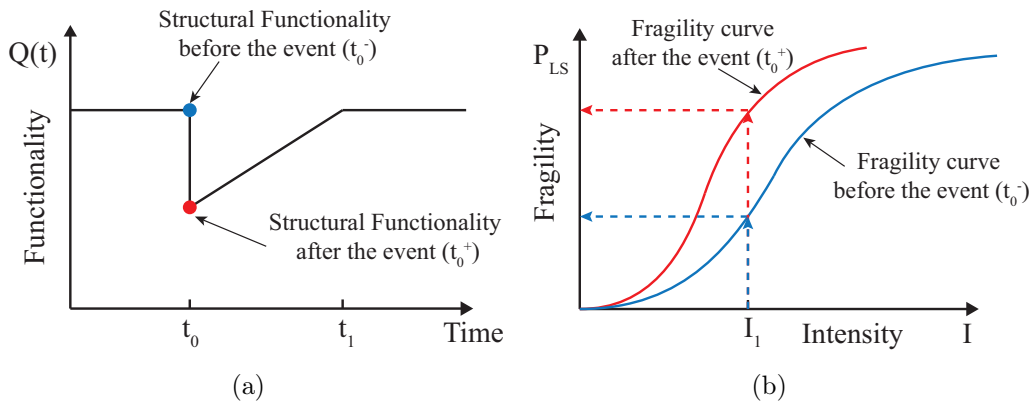 Structural Functionality
before the event (t₀⁻)
Q(t)
Functionality
Structural Functionality
after the event (t₀⁺)
t₀
t₁
Time
(a)
P_LS
Fragility curve
after the event(t₀⁺)
Fragility
Fragility curve
before the event (t₀⁻)
I₁
Intensity
I
(b)